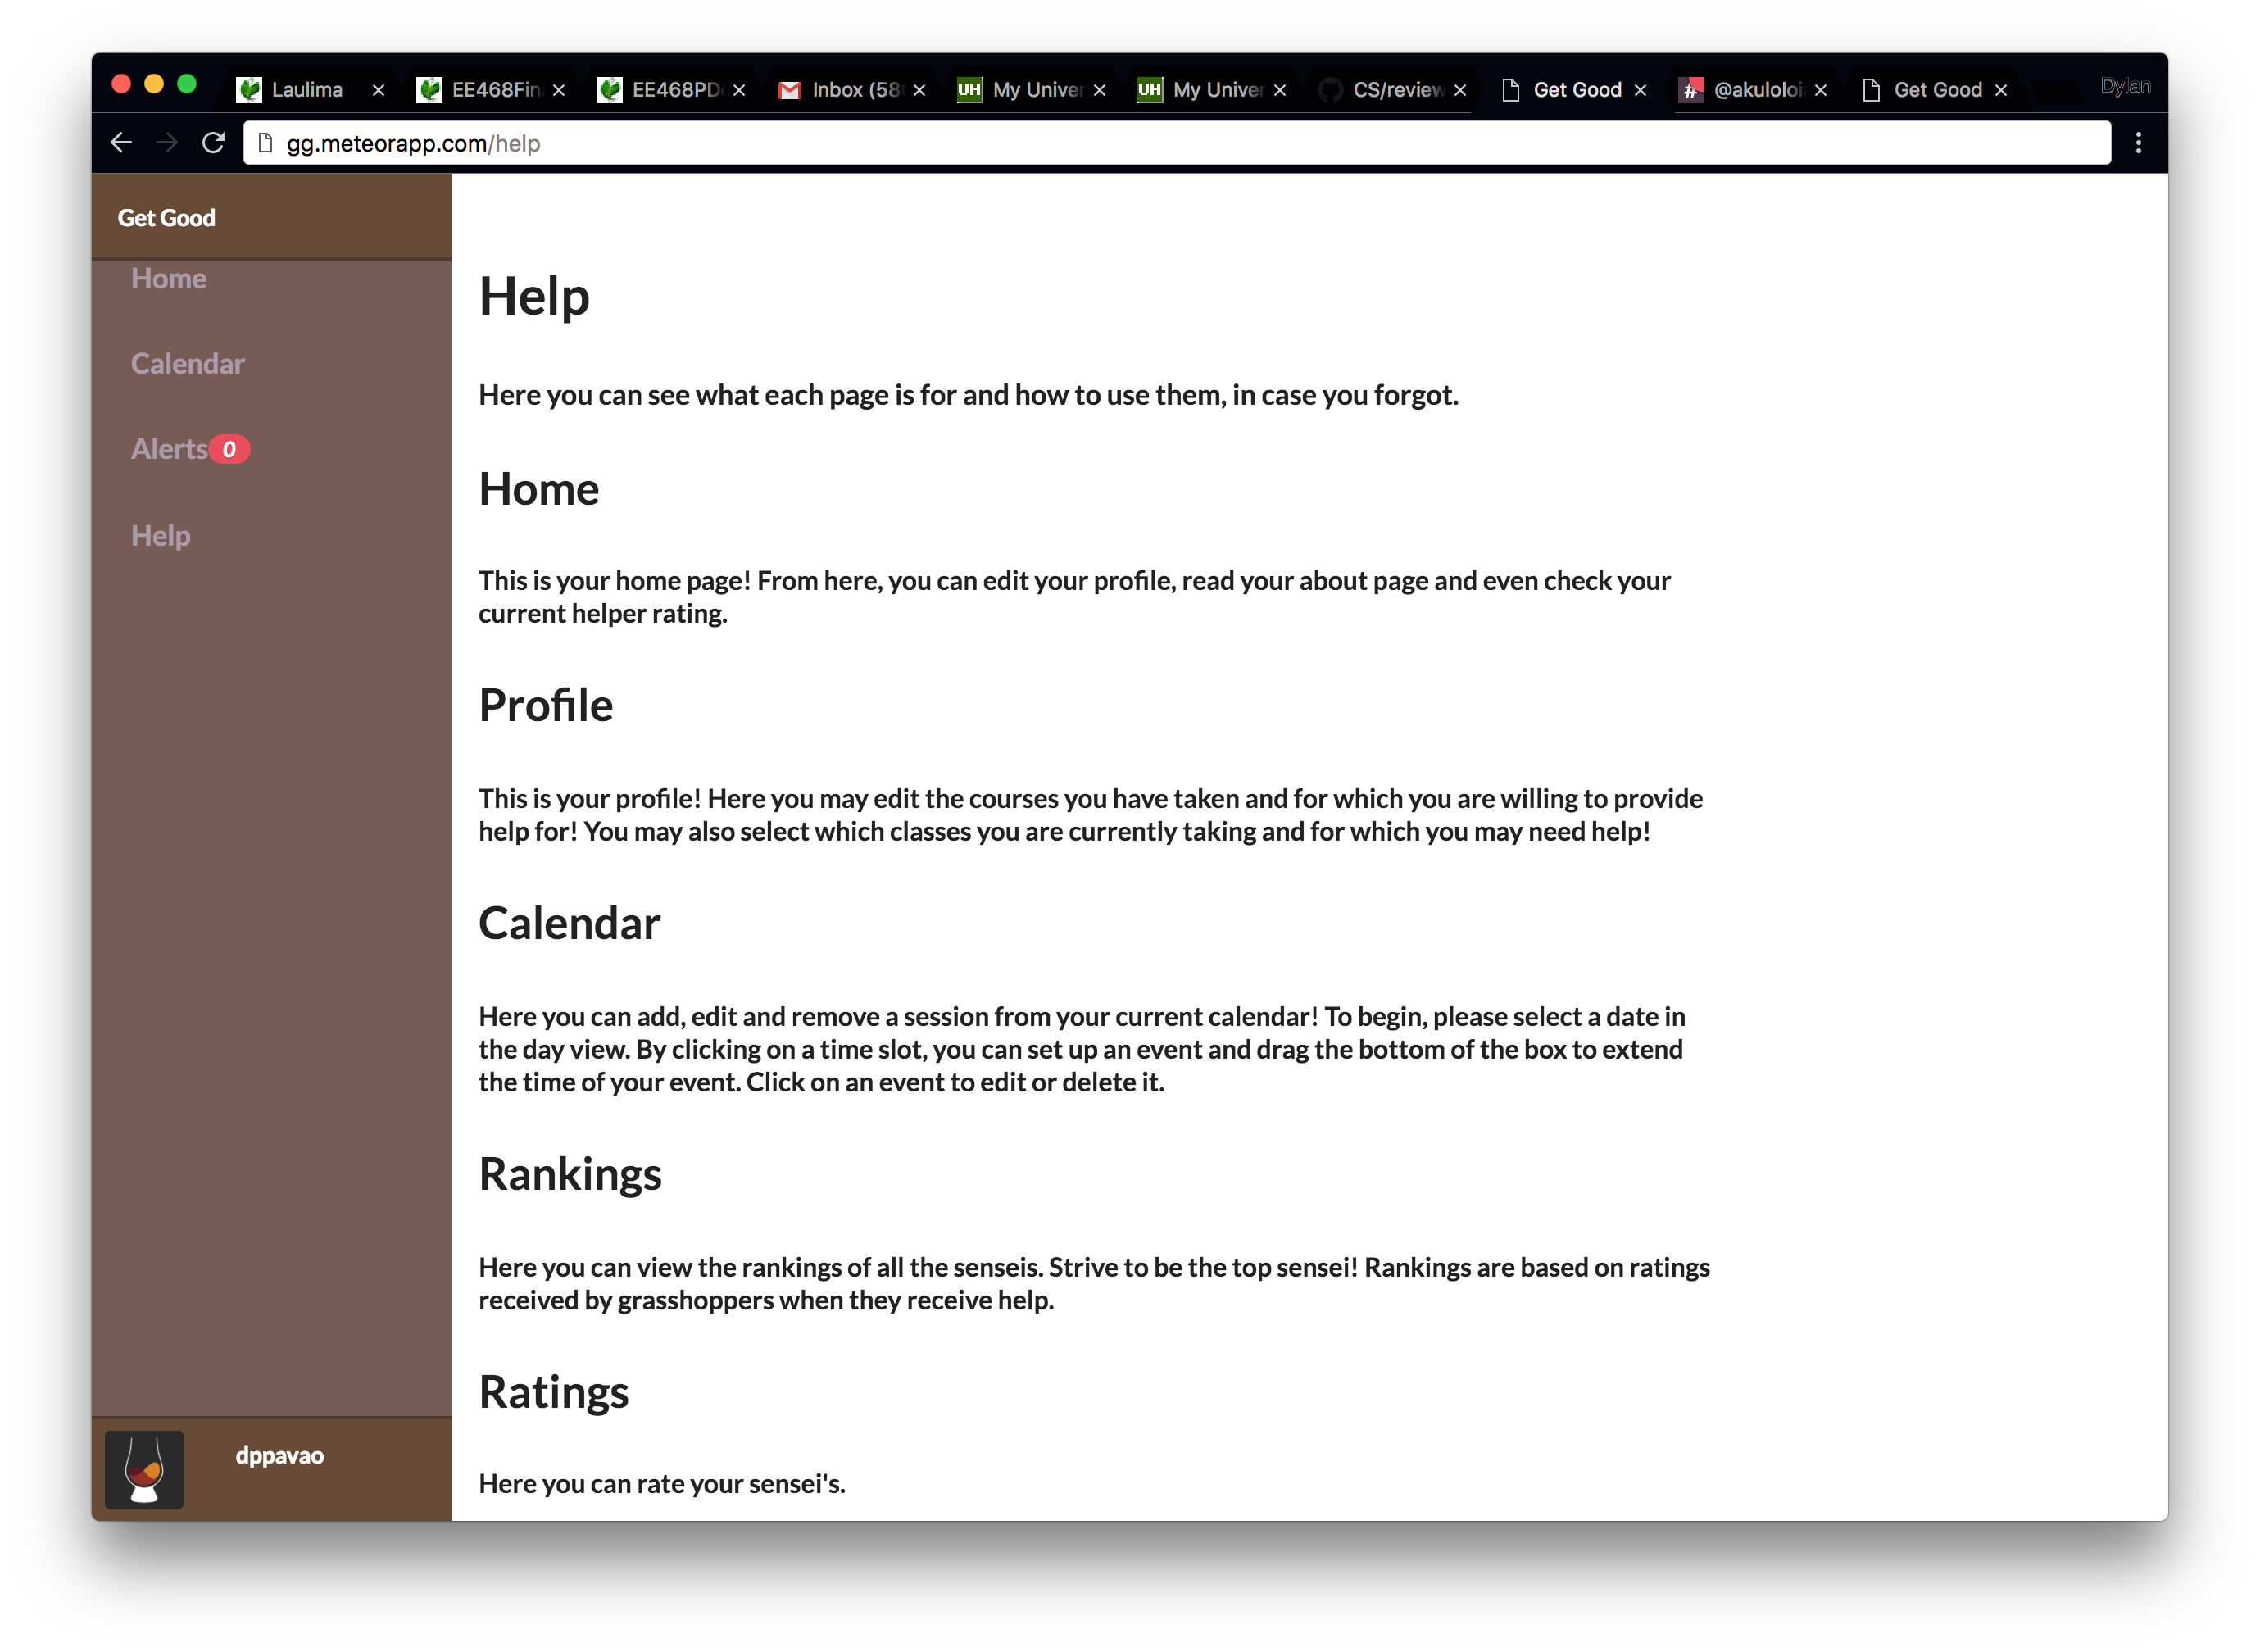 Laulima
EE468Fin
EE468PD
Inbox (58
UH My Univer
UH My Univer
CS/review
Get Good
# @akuloloi
Get Good
Dylan
gg.meteorapp.com/help
Get Good
Home
Calendar
Alerts 0
Help
Help
Here you can see what each page is for and how to use them, in case you forgot.
Home
This is your home page! From here, you can edit your profile, read your about page and even check your
current helper rating.
Profile
This is your profile! Here you may edit the courses you have taken and for which you are willing to provide
help for! You may also select which classes you are currently taking and for which you may need help!
Calendar
Here you can add, edit and remove a session from your current calendar! To begin, please select a date in
the day view. By clicking on a time slot, you can set up an event and drag the bottom of the box to extend
the time of your event. Click on an event to edit or delete it.
Rankings
Here you can view the rankings of all the senseis. Strive to be the top sensei! Rankings are based on ratings
received by grasshoppers when they receive help.
Ratings
Here you can rate your sensei's.
dppavao